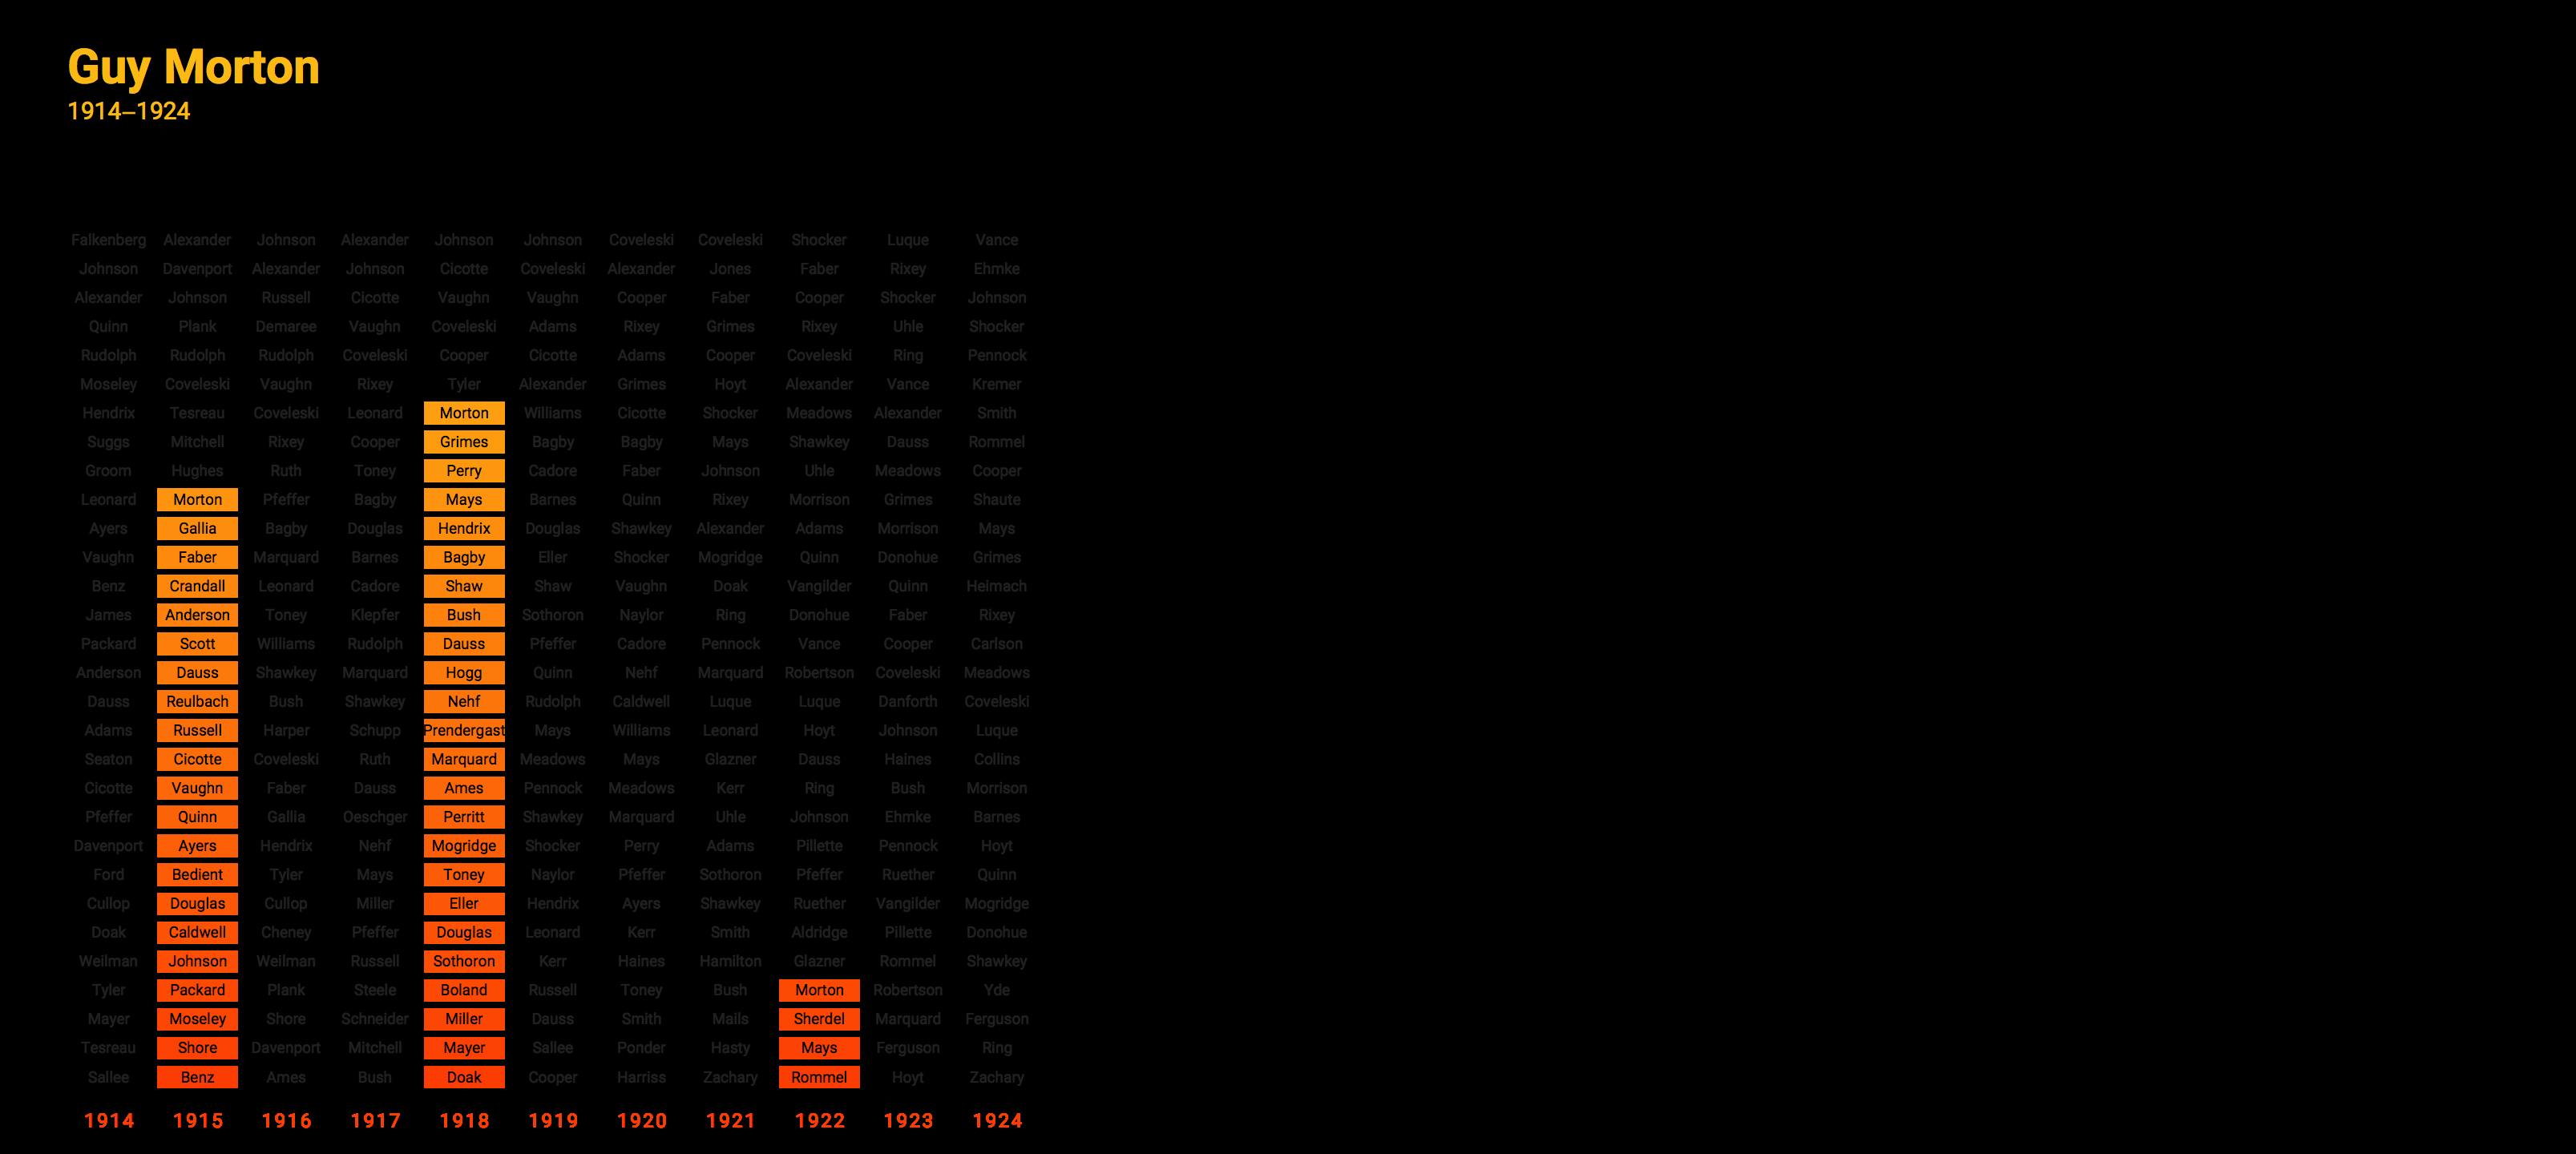 Guy Morton
1914–1924
Falkenberg Alexander Johnson Alexander Johnson Johnson Coveleski Coveleski Shocker Luque Vance
Johnson Davenport Alexander Johnson Cicotte Coveleski Alexander Jones Faber Rixey Ehmke
Alexander Johnson Russell Cicotte Vaughn Vaughn Cooper Faber Cooper Shocker Johnson
Quinn Plank Demaree Vaughn Coveleski Adams Rixey Grimes Rixey Uhle Shocker
Rudolph Rudolph Rudolph Coveleski Cooper Cicotte Adams Cooper Coveleski Ring Pennock
Moseley Coveleski Vaughn Rixey Tyler Alexander Grimes Hoyt Alexander Vance Kremer
Hendrix Tesreau Coveleski Leonard Morton Williams Cicotte Shocker Meadows Alexander Smith
Suggs Mitchell Rixey Cooper Grimes Bagby Bagby Mays Shawkey Dauss Rommel
Groom Hughes Ruth Toney Perry Cadore Faber Johnson Uhle Meadows Cooper
Leonard Morton Pfeffer Bagby Mays Barnes Quinn Rixey Morrison Grimes Shaute
Ayers Gallia Bagby Douglas Hendrix Douglas Shawkey Alexander Adams Morrison Mays
Vaughn Faber Marquard Barnes Bagby Eller Shocker Mogridge Quinn Donohue Grimes
Benz Crandall Leonard Cadore Shaw Shaw Vaughn Doak Vangilder Quinn Heimach
James Anderson Toney Klepfer Bush Sothoron Naylor Ring Donohue Faber Rixey
Packard Scott Williams Rudolph Dauss Pfeffer Cadore Pennock Vance Cooper Carlson
Anderson Dauss Shawkey Marquard Hogg Quinn Nehf Marquard Robertson Coveleski Meadows
Dauss Reulbach Bush Shawkey Nehf Rudolph Caldwell Luque Luque Danforth Coveleski
Adams Russell Harper Schupp Prendergast Mays Williams Leonard Hoyt Johnson Luque
Seaton Cicotte Coveleski Ruth Marquard Meadows Mays Glazner Dauss Haines Collins
Cicotte Vaughn Faber Dauss Ames Pennock Meadows Kerr Ring Bush Morrison
Pfeffer Quinn Gallia Oeschger Perritt Shawkey Marquard Uhle Johnson Ehmke Barnes
Davenport Ayers Hendrix Nehf Mogridge Shocker Perry Adams Pillette Pennock Hoyt
Ford Bedient Tyler Mays Toney Naylor Pfeffer Sothoron Pfeffer Ruether Quinn
Cullop Douglas Cullop Miller Eller Hendrix Ayers Shawkey Ruether Vangilder Mogridge
Doak Caldwell Cheney Pfeffer Douglas Leonard Kerr Smith Aldridge Pillette Donohue
Weilman Johnson Weilman Russell Sothoron Kerr Haines Hamilton Glazner Rommel Shawkey
Tyler Packard Plank Steele Boland Russell Toney Bush Morton Robertson Yde
Mayer Moseley Shore Schneider Miller Dauss Smith Mails Sherdel Marquard Ferguson
Tesreau Shore Davenport Mitchell Mayer Sallee Ponder Hasty Mays Ferguson Ring
Sallee Benz Ames Bush Doak Cooper Harriss Zachary Rommel Hoyt Zachary
1914 1915 1916 1917 1918 1919 1920 1921 1922 1923 1924